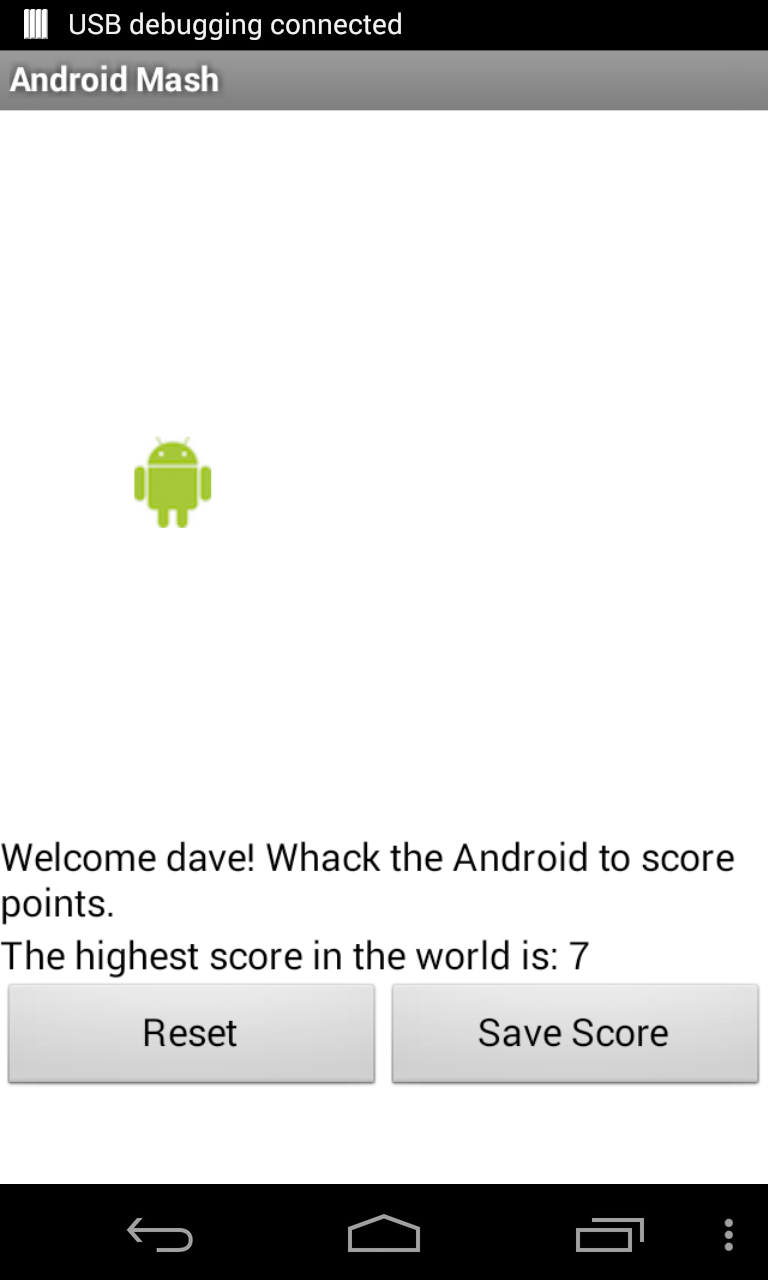 USB debugging connected
Android Mash
Welcome dave! Whack the Android to score
points.
The highest score in the world is: 7
Reset
Save Score